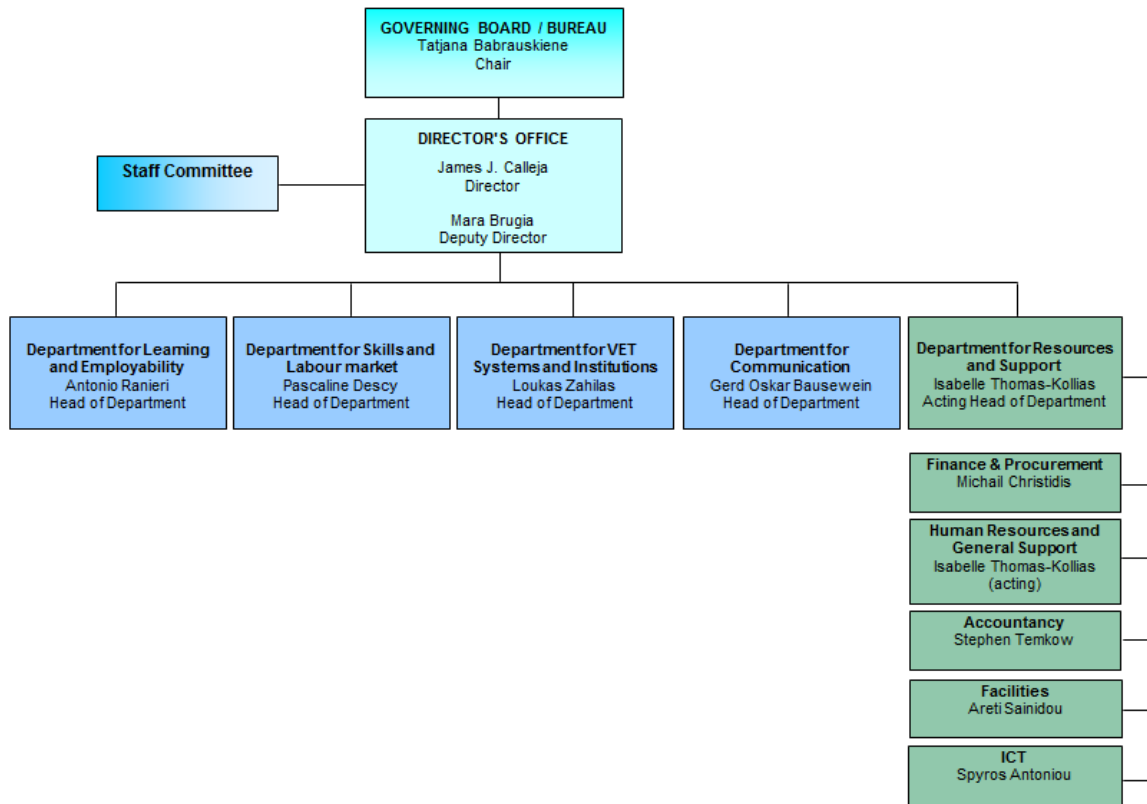 GOVERNING BOARD / BUREAU
Tatjana Babrauskiene
Chair
DIRECTOR'S OFFICE
James J. Calleja
Director
Mara Brugia
Deputy Director
Staff Committee
Department for Learning
and Employability
Antonio Ranieri
Head of Department
Department for Skills and
Labour market
Pascaline Descy
Head of Department
Department for VET
Systems and Institutions
Loukas Zahilas
Head of Department
Department for
Communication
Gerd Oskar Bausewein
Head of Department
Department for Resources
and Support
Isabelle Thomas-Kollias
Acting Head of Department
Finance & Procurement
Michail Christidis
Human Resources and
General Support
Isabelle Thomas-Kollias
(acting)
Accountancy
Stephen Temkow
Facilities
Areti Sainidou
ICT
Spyros Antoniou